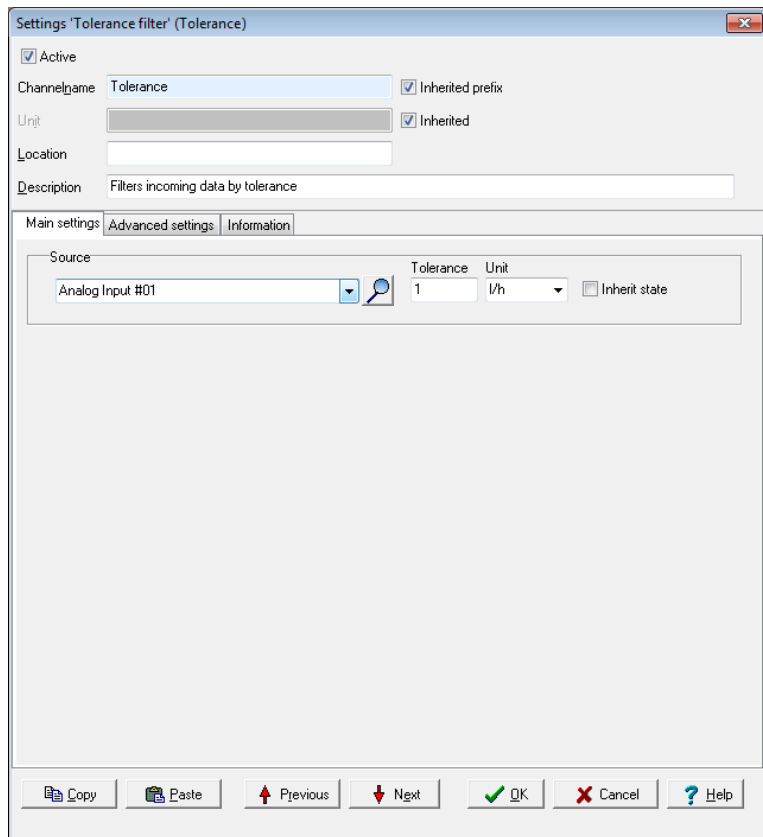 Settings 'Tolerance filter' (Tolerance)
Active
Channelname Tolerance Inherited prefix
Unit Inherited
Location
Description Filters incoming data by tolerance
Main settings Advanced settings Information
Source Tolerance Unit
Analog Input #01 1 l/h Inherit state
Copy Paste Previous Next OK Cancel Help